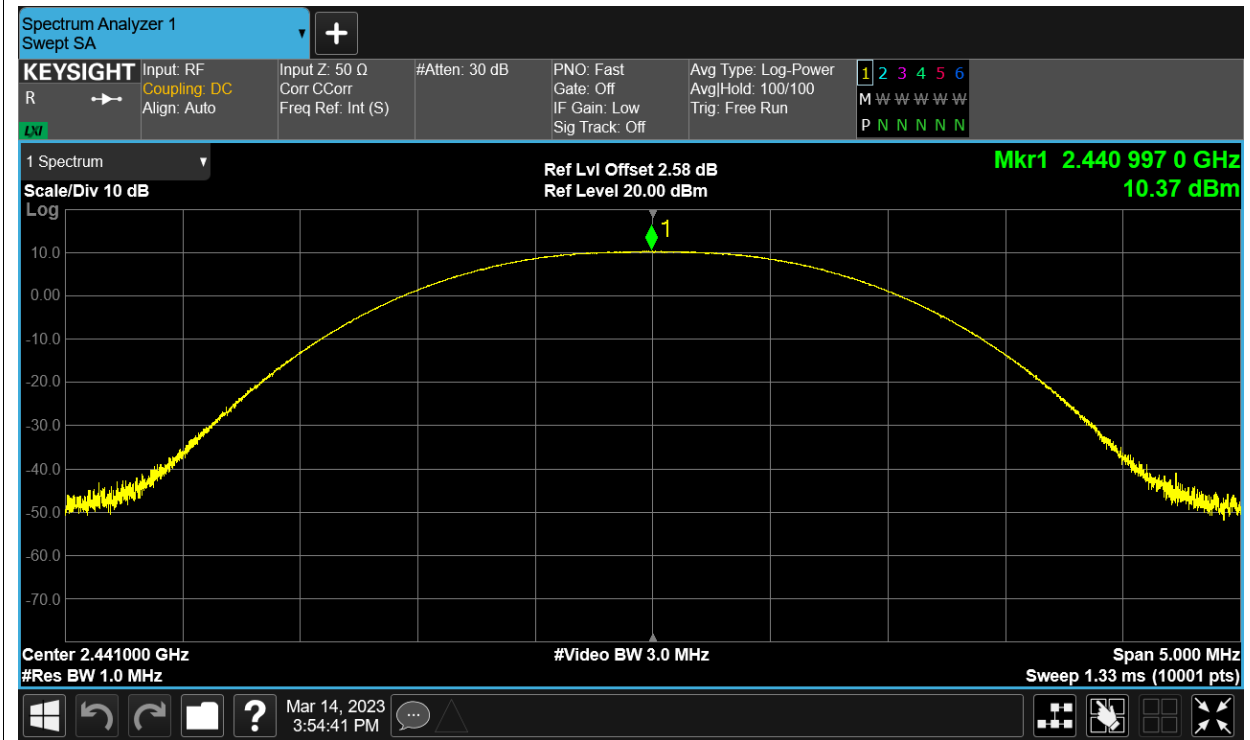 Spectrum Analyzer 1
Swept SA
+
KEYSIGHT
R
LXI
Input: RF
Coupling: DC
Align: Auto
Input Z: 50 Ω
Corr CCorr
Freq Ref: Int (S)
#Atten: 30 dB
PNO: Fast
Gate: Off
IF Gain: Low
Sig Track: Off
Avg Type: Log-Power
Avg|Hold: 100/100
Trig: Free Run
1 2 3 4 5 6
M W W W W W
P N N N N N
1 Spectrum
Scale/Div 10 dB
Log
Ref Lvl Offset 2.58 dB
Ref Level 20.00 dBm
Mkr1 2.440 997 0 GHz
10.37 dBm
1
10.0
0.00
-10.0
-20.0
-30.0
-40.0
-50.0
-60.0
-70.0
Center 2.441000 GHz
#Res BW 1.0 MHz
#Video BW 3.0 MHz
Span 5.000 MHz
Sweep 1.33 ms (10001 pts)
?
Mar 14, 2023
3:54:41 PM